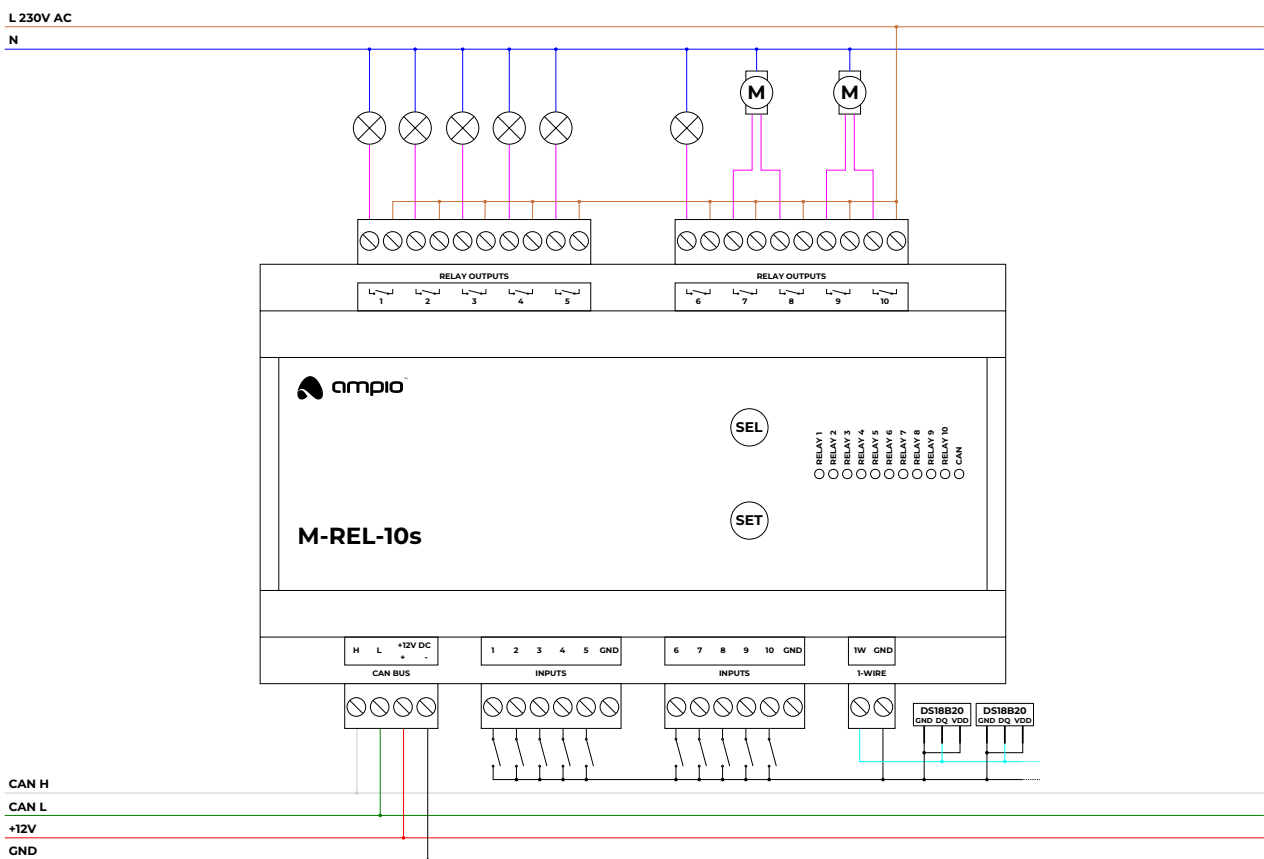 L 230V AC
N
M M
RELAY OUTPUTS RELAY OUTPUTS
1 2 3 4 5 6 7 8 9 10
ampio™
SEL
RELAY 1
RELAY 2
RELAY 3
RELAY 4
RELAY 5
RELAY 6
RELAY 7
RELAY 8
RELAY 9
RELAY 10
CAN
SET
M-REL-10s
H L +12V DC + -
1 2 3 4 5 GND
6 7 8 9 10 GND
1W GND
CAN BUS INPUTS INPUTS 1-WIRE
DS18B20 DS18B20
GND DQ VDD GND DQ VDD
CAN H
CAN L
+12V
GND